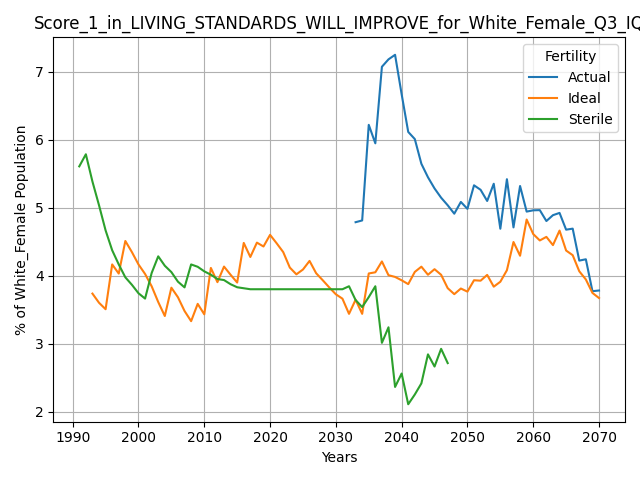 Score_1_in_LIVING_STANDARDS_WILL_IMPROVE_for_White_Female_Q3_IQ
Fertility
Actual
Ideal
Sterile
% of White_Female Population
7
6
5
4
3
2
1990 2000 2010 2020 2030 2040 2050 2060 2070
Years